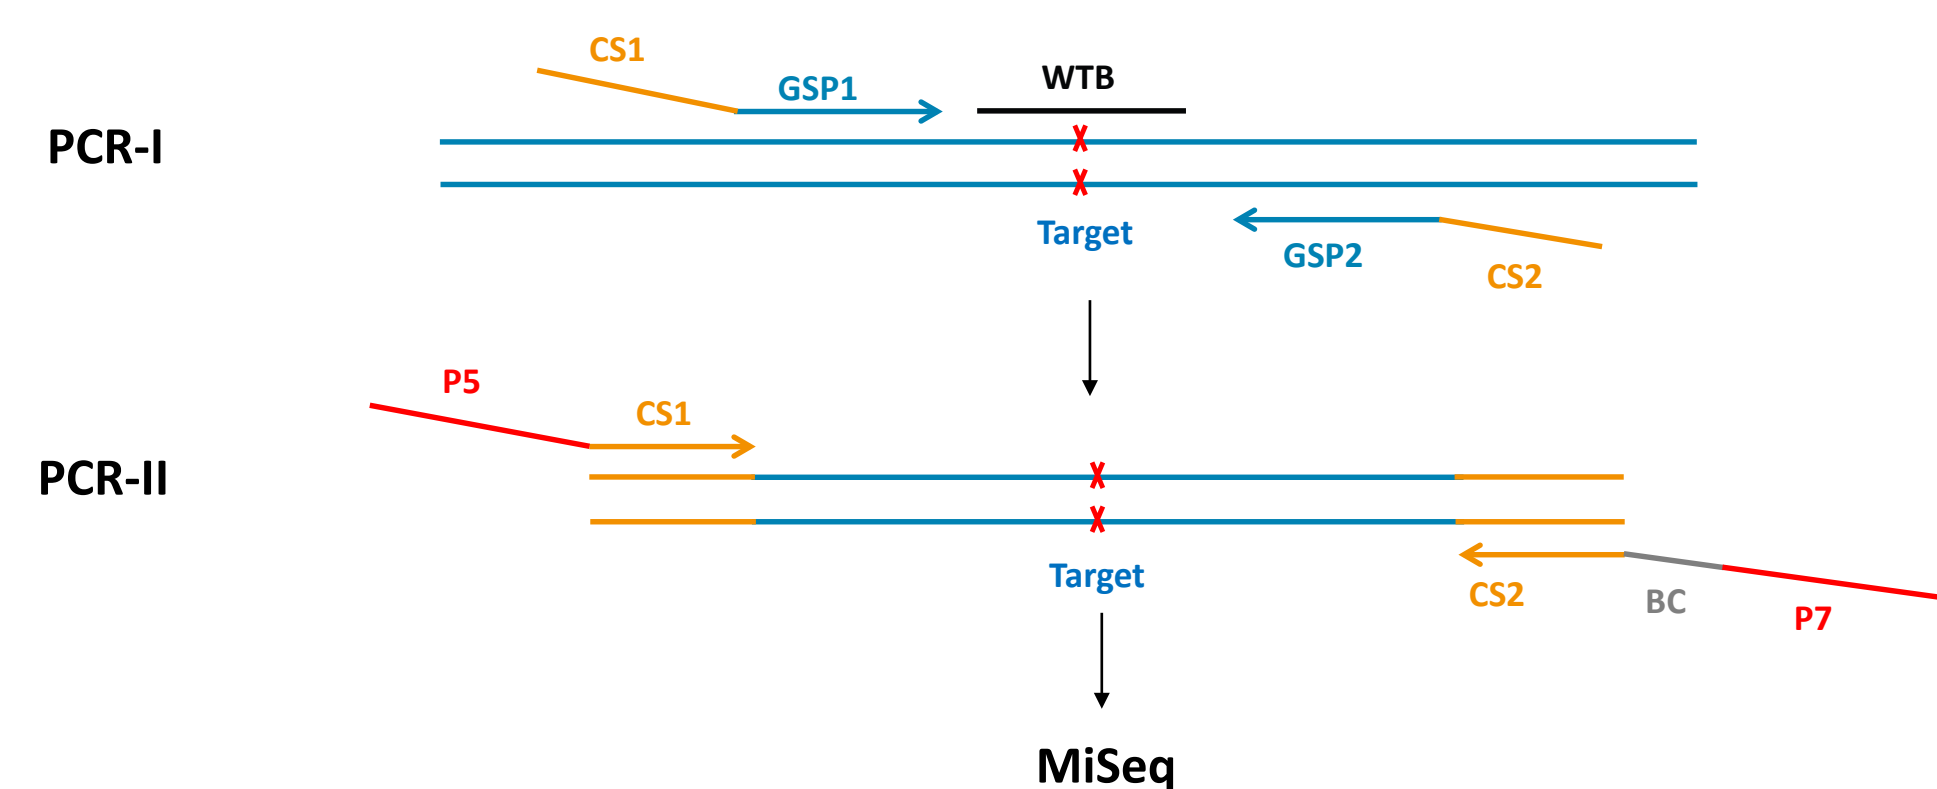 CS1
GSP1
WTB
PCR-I
Target
GSP2
CS2
P5
CS1
PCR-II
Target
CS2
BC
P7
MiSeq